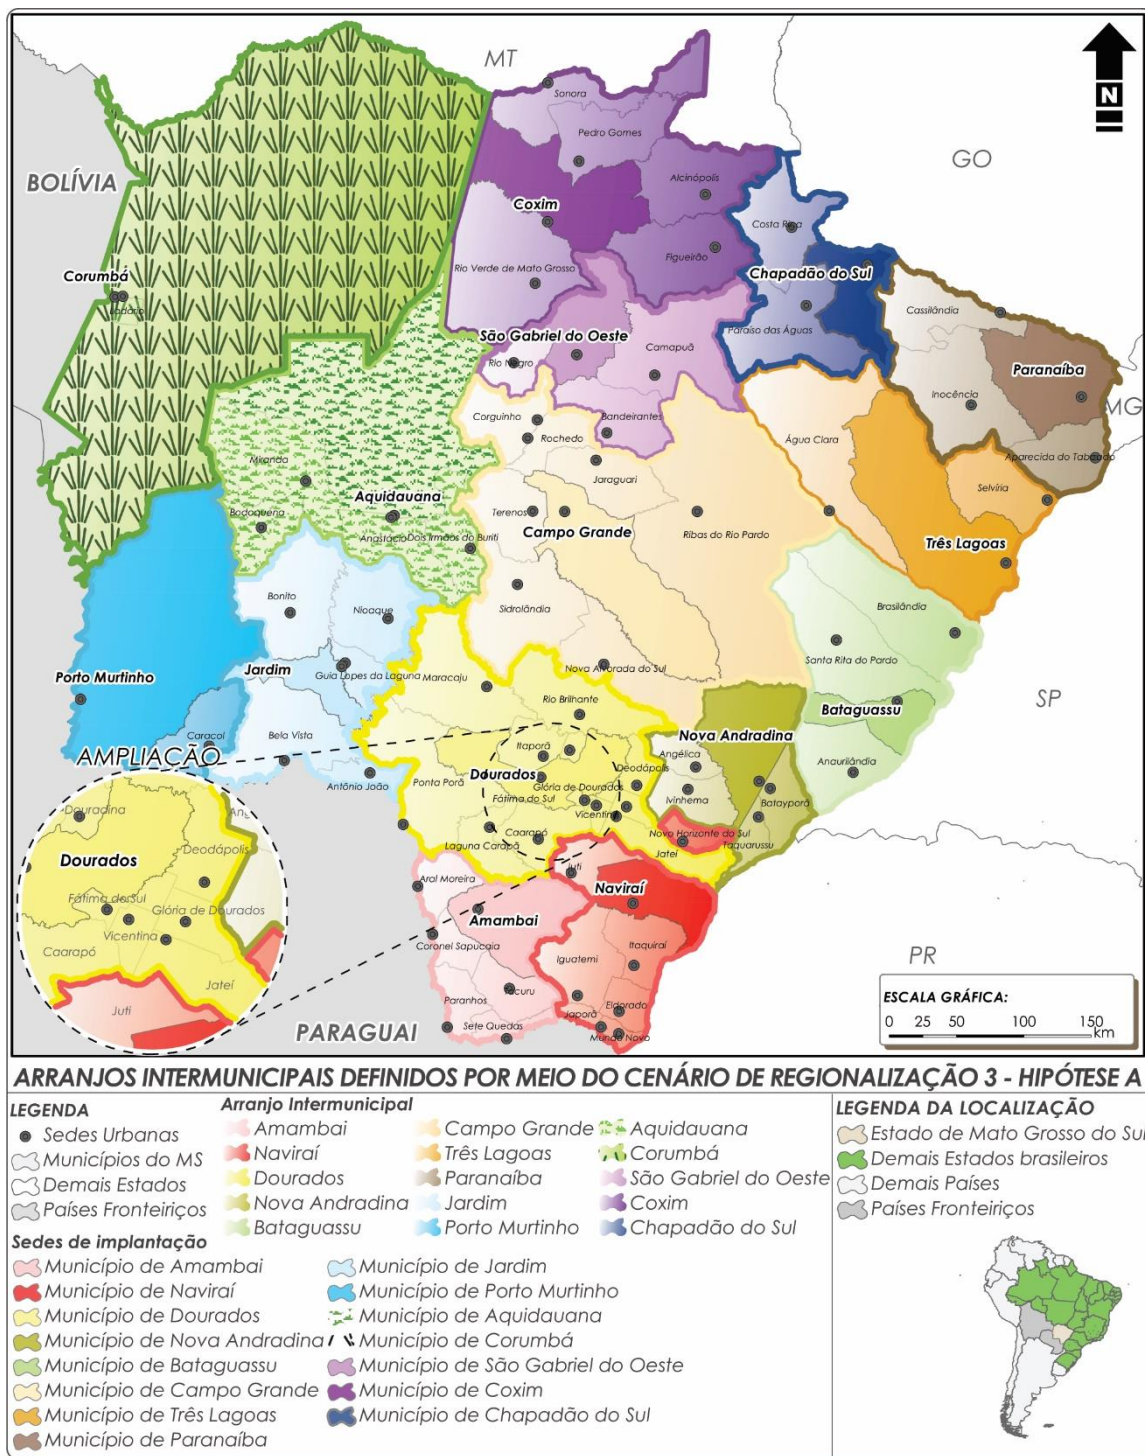 MT
Sonora
Pedro Gomes
BOLÍVIA
GO
N
Alcinópolis
Coxim
Costa Rica
Figueirão
Chapadão do Sul
Corumbá
Rio Verde de Mato Grosso
Ladário
Cassilândia
Paraíso das Águas
São Gabriel do Oeste
Camapuã
Rio Negro
Paranaíba
Inocência
MG
Bandeirantes
Corguinho
Rochedo
Água Clara
Aparecida do Taboado
Miranda
Jaraguari
Selvíria
Aquidauana
Bodoquena
Terenos
Campo Grande
Ribas do Rio Pardo
Anastácio
Dois Irmãos do Buriti
Três Lagoas
Bonito
Nioaque
Sidrolândia
Brasilândia
Santa Rita do Pardo
Jardim
Guia Lopes da Laguna
Nova Alvorada do Sul
Porto Murtinho
Maracaju
Rio Brilhante
SP
Bataguassu
Caracol
Bela Vista
Nova Andradina
AMPLIAÇÃO
Itaporã
Angélica
Anaurilândia
Antônio João
Ponta Porã
Dourados
Deodápolis
Glória de Dourados
Fátima do Sul
Ivinhema
Batayporã
Vicentina
Douradina
Ang
Laguna Carapã
Caarapó
Novo Horizonte do Sul
Taquarussu
Jateí
Dourados
Deodápolis
Aral Moreira
Juti
Naviraí
Fátima do Sul
Glória de Dourados
Amambai
Vicentina
Caarapó
Coronel Sapucaia
Itaquiraí
Iguatemi
PR
Jateí
Juti
Paranhos
Tacuru
Eldorado
Japorã
PARAGUAI
Sete Quedas
Mundo Novo
ESCALA GRÁFICA:
0 25 50 100 150
km
ARRANJOS INTERMUNICIPAIS DEFINIDOS POR MEIO DO CENÁRIO DE REGIONALIZAÇÃO 3 - HIPÓTESE A
LEGENDA
Sedes Urbanas
Municípios do MS
Demais Estados
Países Fronteiriços
Arranjo Intermunicipal
Amambai
Naviraí
Dourados
Nova Andradina
Bataguassu
Campo Grande
Três Lagoas
Paranaíba
Jardim
Porto Murtinho
Aquidauana
Corumbá
São Gabriel do Oeste
Coxim
Chapadão do Sul
Sedes de implantação
Município de Amambai
Município de Naviraí
Município de Dourados
Município de Nova Andradina
Município de Bataguassu
Município de Campo Grande
Município de Três Lagoas
Município de Paranaíba
Município de Jardim
Município de Porto Murtinho
Município de Aquidauana
Município de Corumbá
Município de São Gabriel do Oeste
Município de Coxim
Município de Chapadão do Sul
LEGENDA DA LOCALIZAÇÃO
Estado de Mato Grosso do Sul
Demais Estados brasileiros
Demais Países
Países Fronteiriços